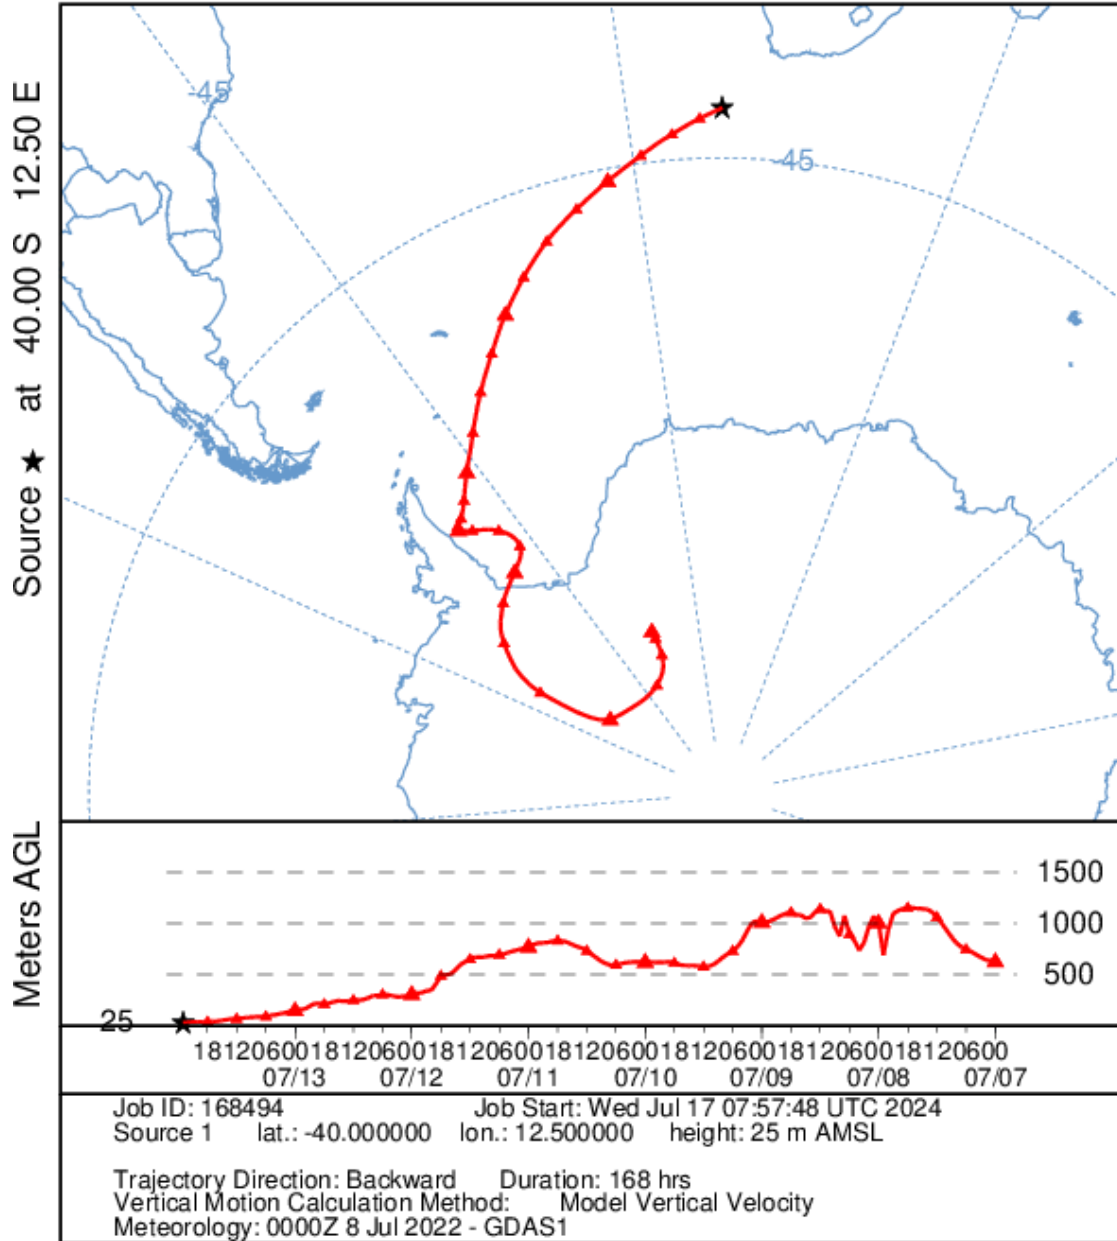 Source ★ at 40.00 S 12.50 E
-45
-45
Meters AGL
1500
1000
500
25
18120600181206001812060018120600181206001812060018120600
07/13 07/12 07/11 07/10 07/09 07/08 07/07
Job ID: 168494 Job Start: Wed Jul 17 07:57:48 UTC 2024
Source 1 lat.: -40.000000 lon.: 12.500000 height: 25 m AMSL
Trajectory Direction: Backward Duration: 168 hrs
Vertical Motion Calculation Method: Model Vertical Velocity
Meteorology: 0000Z 8 Jul 2022 - GDAS1